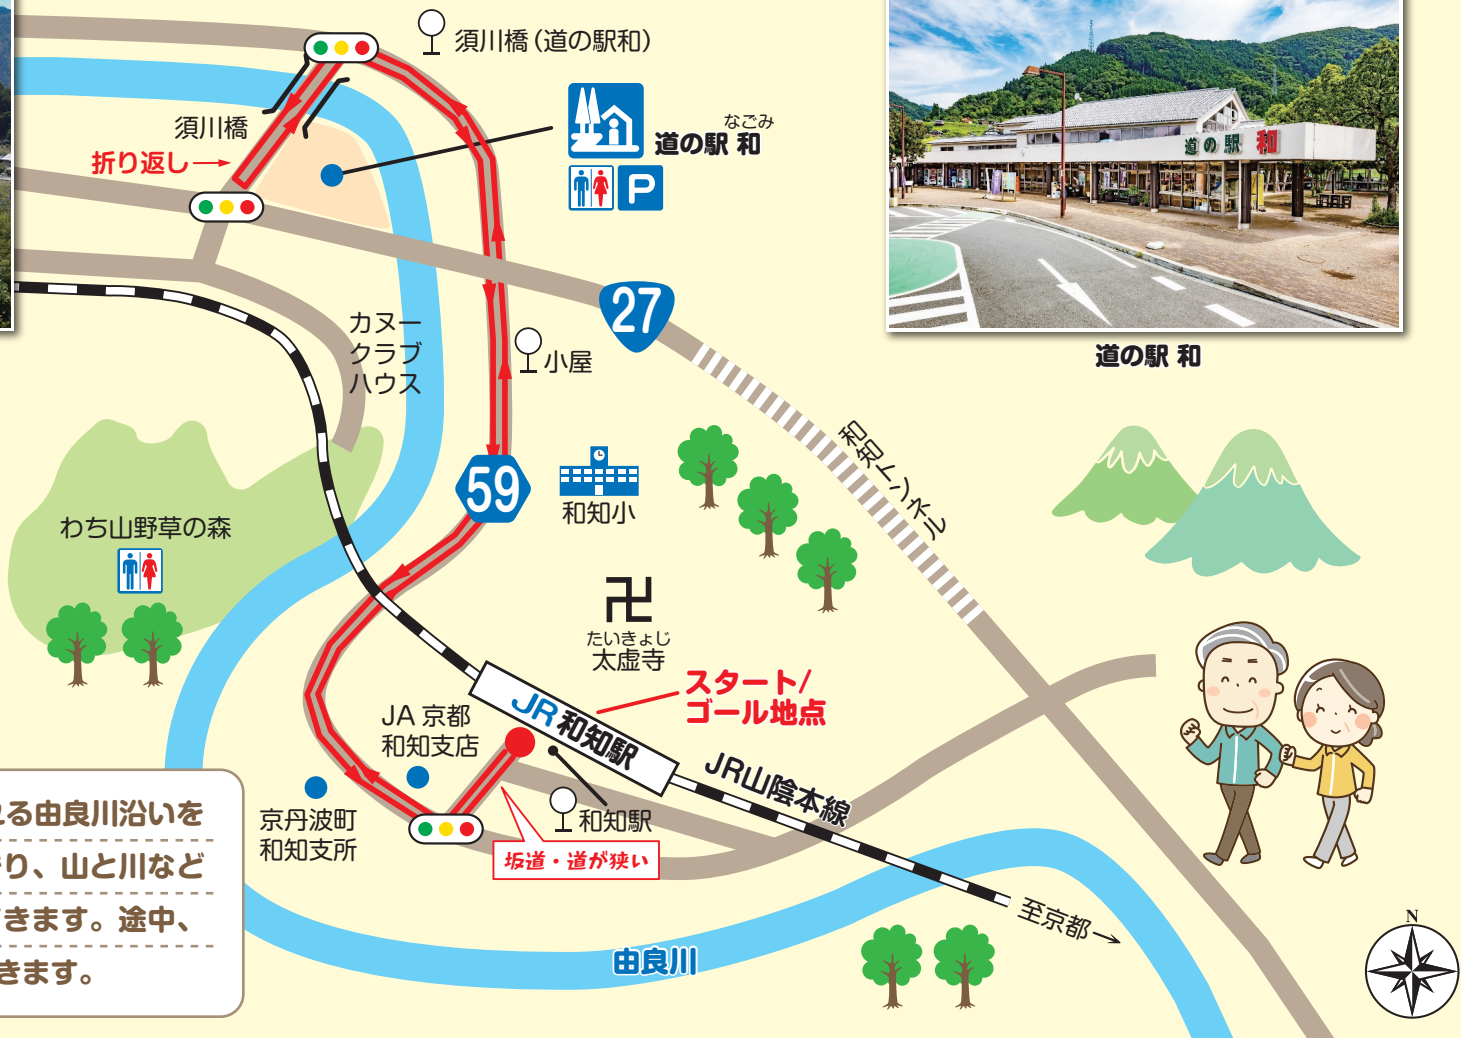 須川橋（道の駅和）
須川橋
折り返し
なごみ
道の駅 和
P
道の駅 和
道の駅 和
27
カヌー
クラブ
ハウス
小屋
59
和知小
和知トンネル
わち山野草の森
卍
たいきょじ
太虚寺
スタート/
ゴール地点
JR和知駅
JA 京都
和知支店
JR山陰本線
京丹波町
和知支所
和知駅
坂道・道が狭い
る由良川沿いを
り、山と川など
きます。途中、
きます。
至京都→
由良川
N